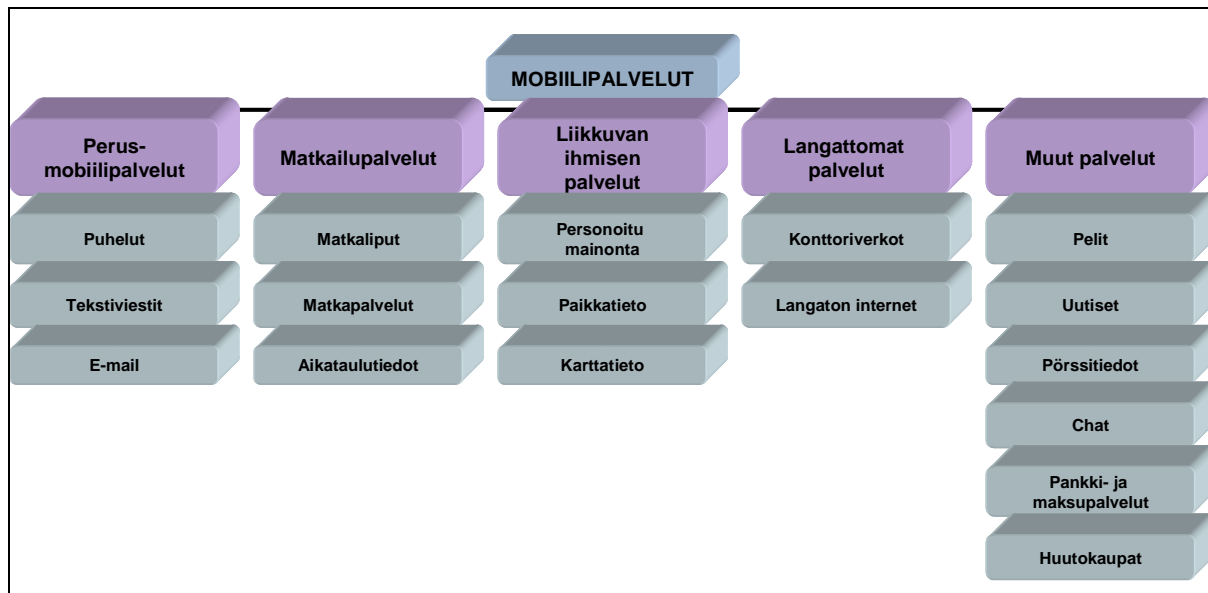 MOBIILIPALVELUT
Perus-
mobiilipalvelut
Matkailupalvelut
Liikkuvan
ihmisen
palvelut
Langattomat
palvelut
Muut palvelut
Puhelut
Matkaliput
Personoitu
mainonta
Konttoriverkot
Pelit
Tekstiviestit
Matkapalvelut
Paikkatieto
Langaton internet
Uutiset
E-mail
Aikataulutiedot
Karttatieto
Pörssitiedot
Chat
Pankki- ja
maksupalvelut
Huutokaupat